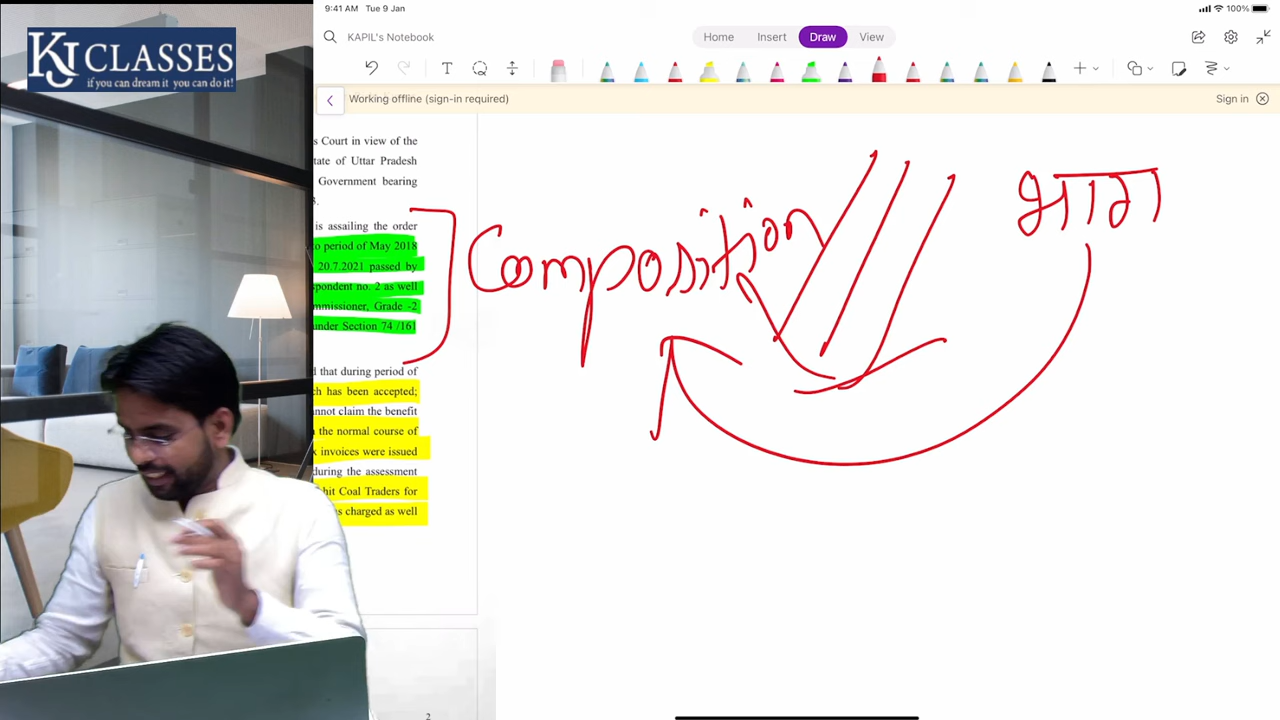 9:41 AM Tue 9 Jan
100%
KJ CLASSES
if you can dream it you can do it!
KAPIL's Notebook
Home Insert Draw View
Working offline (sign-in required)
Sign in
s Court in view of the
tate of Uttar Pradesh
Government bearing
is assailing the order
to period of May 2018
20.7.2021 passed by
spondent no. 2 as well
mmissioner, Grade -2
under Section 74 /161
d that during period of
ch has been accepted;
nnot claim the benefit
the normal course of
x invoices were issued
during the assessment
hit Coal Traders for
s charged as well
2
Composition
भाग